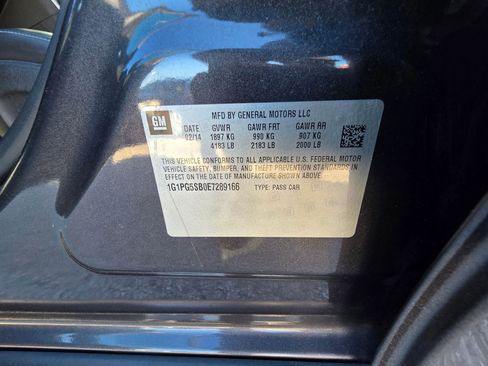 MFD BY GENERAL MOTORS LLC
GM
DATE GVWR GAWR FRT GAWR RR
02/14 1897 KG 990 KG 907 KG
4183 LB 2183 LB 2000 LB
THIS VEHICLE CONFORMS TO ALL APPLICABLE U.S. FEDERAL MOTOR
VEHICLE SAFETY, BUMPER, AND THEFT PREVENTION STANDARDS
IN EFFECT ON THE DATE OF MANUFACTURE SHOWN ABOVE
1G1PG5SB0E7289166 TYPE: PASS CAR